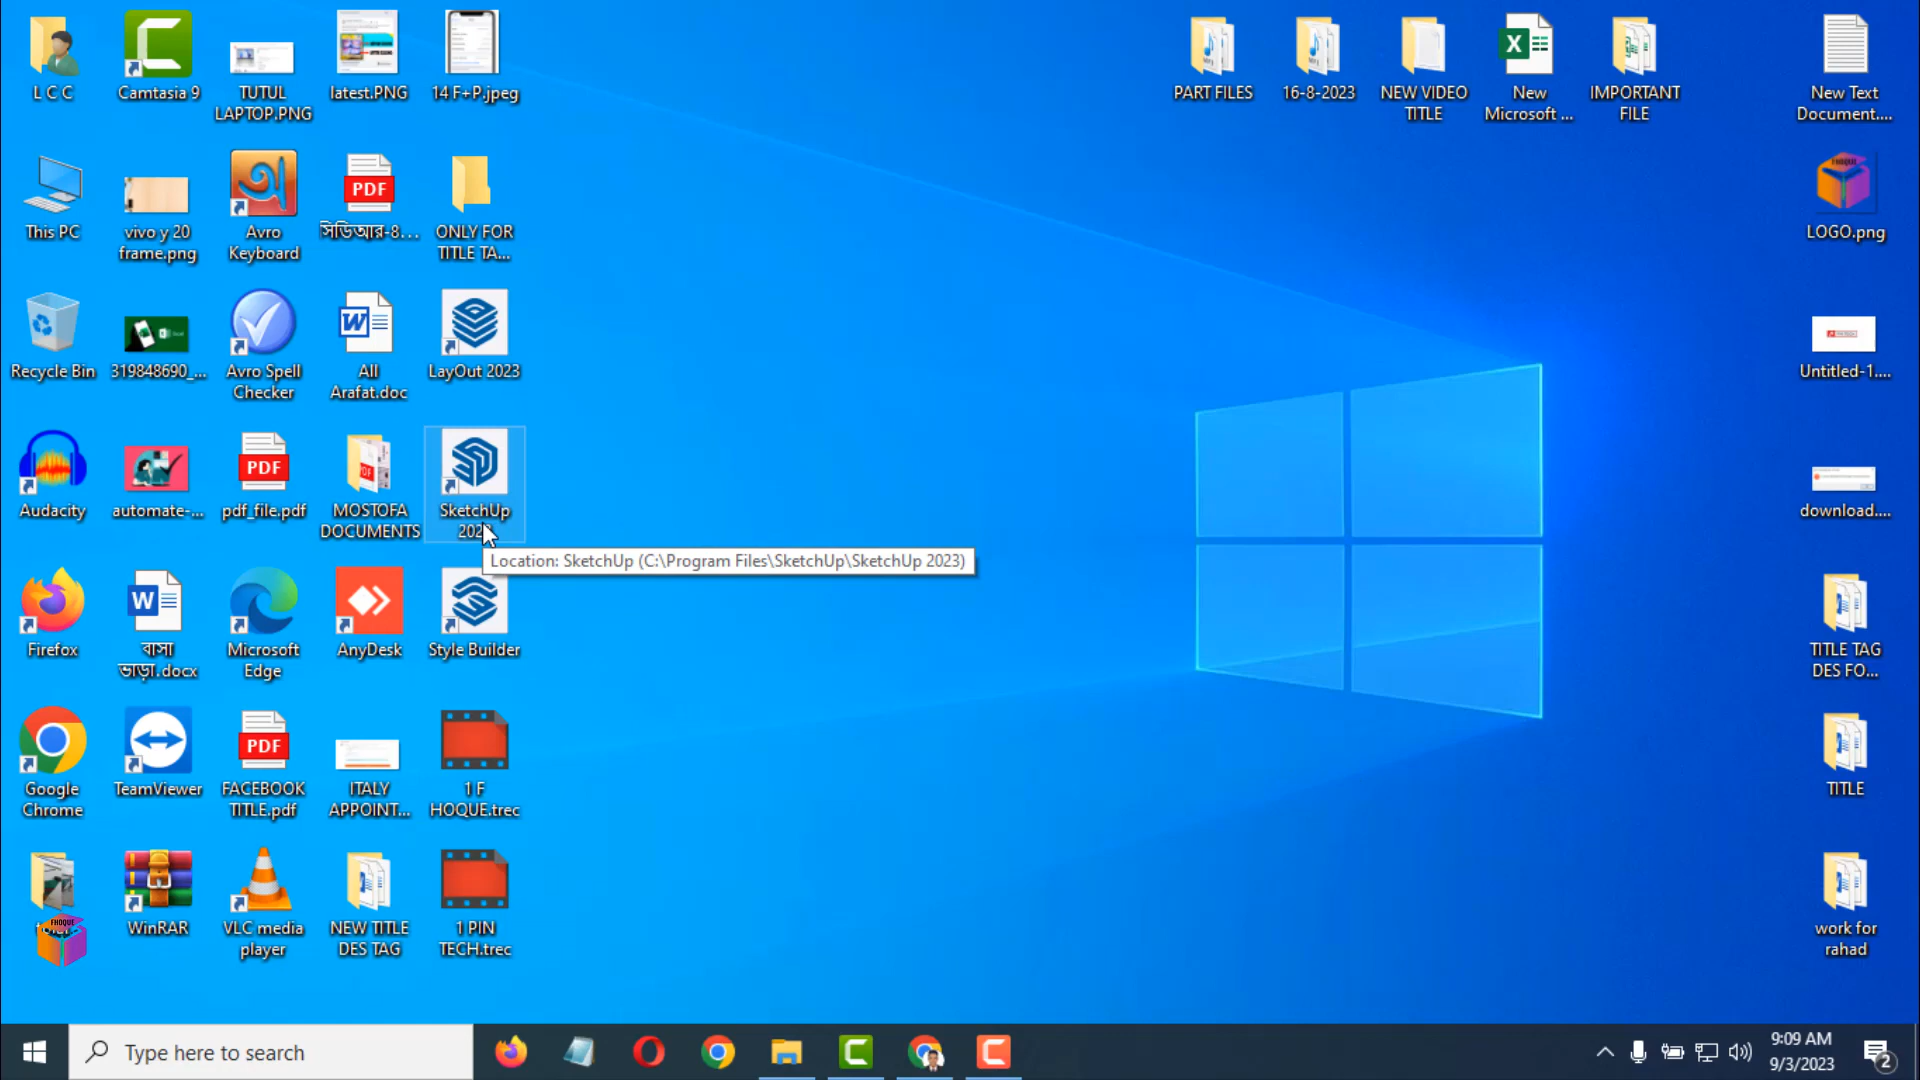 L C C
Camtasia 9
TUTUL
LAPTOP.PNG
latest.PNG
14 F+P.jpeg
PART FILES
16-8-2023
NEW VIDEO
TITLE
New
Microsoft ...
IMPORTANT
FILE
New Text
Document....
This PC
vivo y 20
frame.png
Avro
Keyboard
PDF
সিভিআর-8...
ONLY FOR
TITLE TA...
FHOQUE
LOGO.png
Recycle Bin
319848690_...
Avro Spell
Checker
All
Arafat.doc
LayOut 2023
Untitled-1....
Audacity
automate-...
PDF
pdf_file.pdf
MOSTOFA
DOCUMENTS
SketchUp
Location: SketchUp (C:\Program Files\SketchUp\SketchUp 2023)
download....
Firefox
বাসা
ভাড়া.docx
Microsoft
Edge
AnyDesk
Style Builder
TITLE TAG
DES FO...
Google
Chrome
TeamViewer
PDF
FACEBOOK
TITLE.pdf
ITALY
APPOINT...
1 F
HOQUE.trec
TITLE
FHOQUE
WinRAR
VLC media
player
NEW TITLE
DES TAG
1 PIN
TECH.trec
work for
rahad
Type here to search
9:09 AM
9/3/2023
2